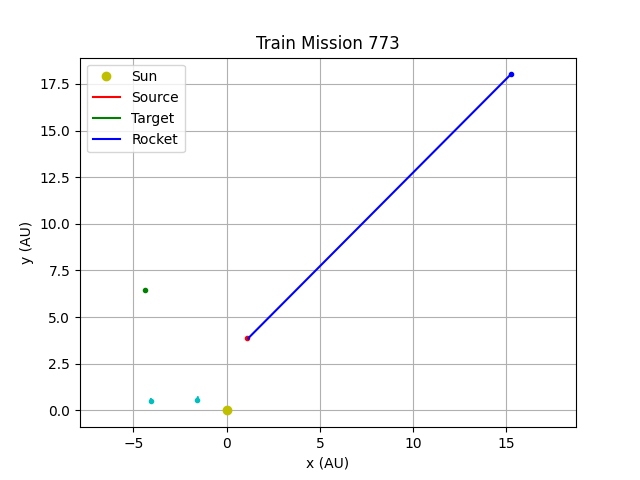 Train Mission 773
Sun
Source
Target
Rocket
17.5
15.0
12.5
10.0
7.5
5.0
2.5
0.0
−5
0
5
10
15
x (AU)
y (AU)